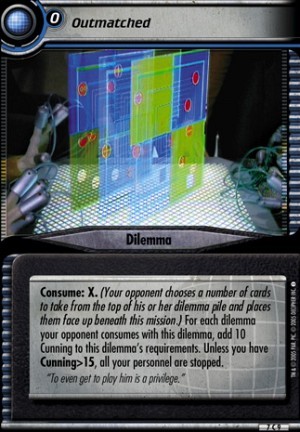 0 Outmatched
Dilemma
Consume: X. (Your opponent chooses a number of cards
to take from the top of his or her dilemma pile and places
them face up beneath this mission.) For each dilemma
your opponent consumes with this dilemma, add 10
Cunning to this dilemma's requirements. Unless you have
Cunning>15, all your personnel are stopped.
"To even get to play him is a privilege."